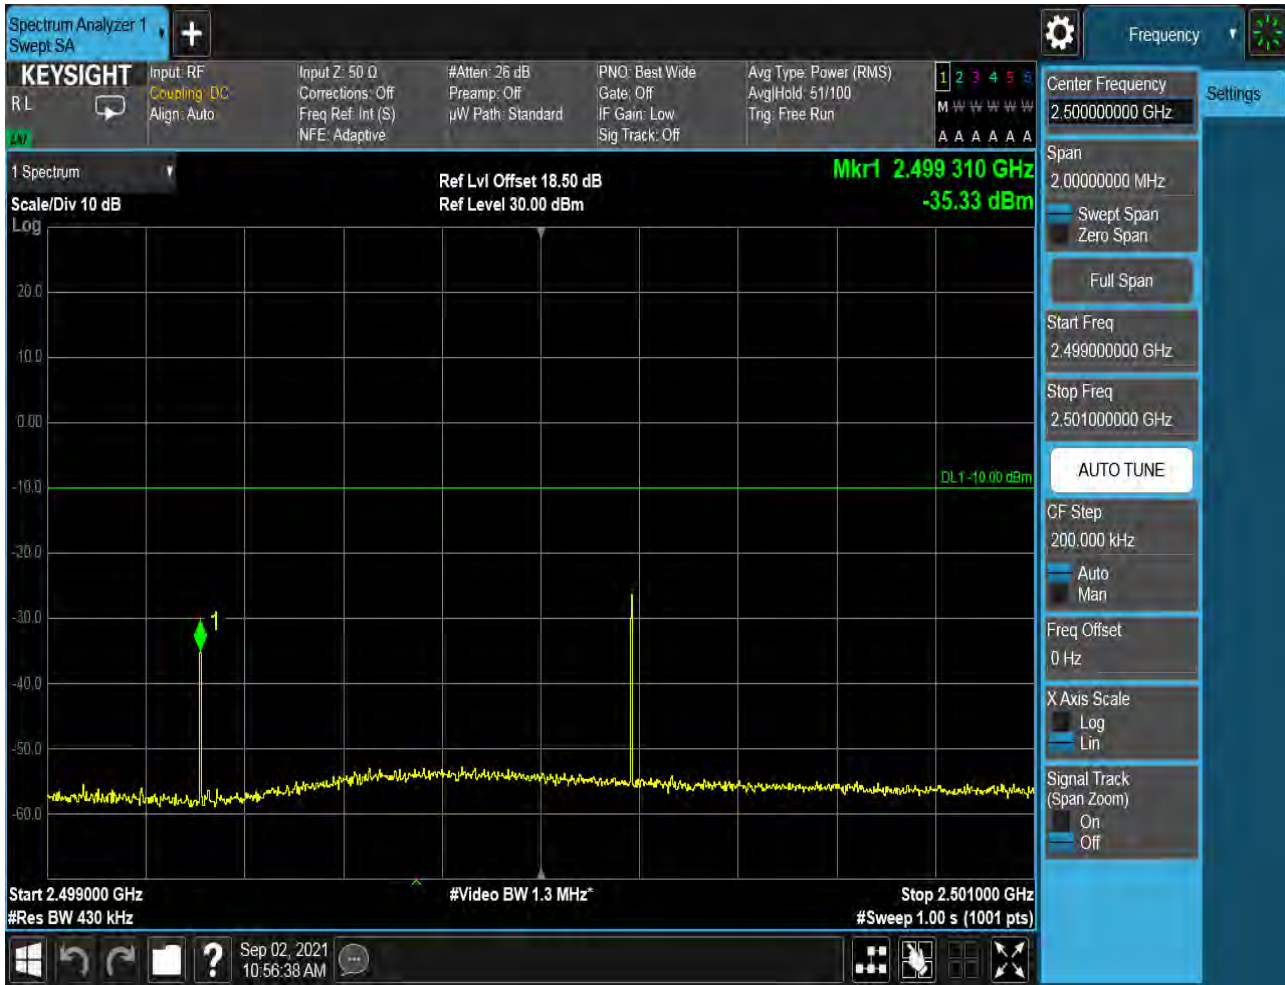 Spectrum Analyzer 1
Swept SA
Frequency
KEYSIGHT
R L
Input: RF
Coupling: DC
Align: Auto
Input Z: 50 Ω
Corrections: Off
Freq Ref: Int (S)
NFE: Adaptive
#Atten: 26 dB
Preamp: Off
µW Path: Standard
PNO: Best Wide
Gate: Off
IF Gain: Low
Sig Track: Off
Avg Type: Power (RMS)
Avg|Hold: 51/100
Trig: Free Run
1 2 3 4 5 6
M W W W W W
A A A A A A
1 Spectrum
Scale/Div 10 dB
Log
Ref Lvl Offset 18.50 dB
Ref Level 30.00 dBm
Mkr1 2.499 310 GHz
-35.33 dBm
20.0
10.0
0.00
-10.0
-20.0
-30.0
-40.0
-50.0
-60.0
DL1 -10.00 dBm
1
Start 2.499000 GHz
#Res BW 430 kHz
#Video BW 1.3 MHz*
Stop 2.501000 GHz
#Sweep 1.00 s (1001 pts)
Center Frequency
2.500000000 GHz
Settings
Span
2.00000000 MHz
Swept Span
Zero Span
Full Span
Start Freq
2.499000000 GHz
Stop Freq
2.501000000 GHz
AUTO TUNE
CF Step
200.000 kHz
Auto
Man
Freq Offset
0 Hz
X Axis Scale
Log
Lin
Signal Track
(Span Zoom)
On
Off
?
Sep 02, 2021
10:56:38 AM